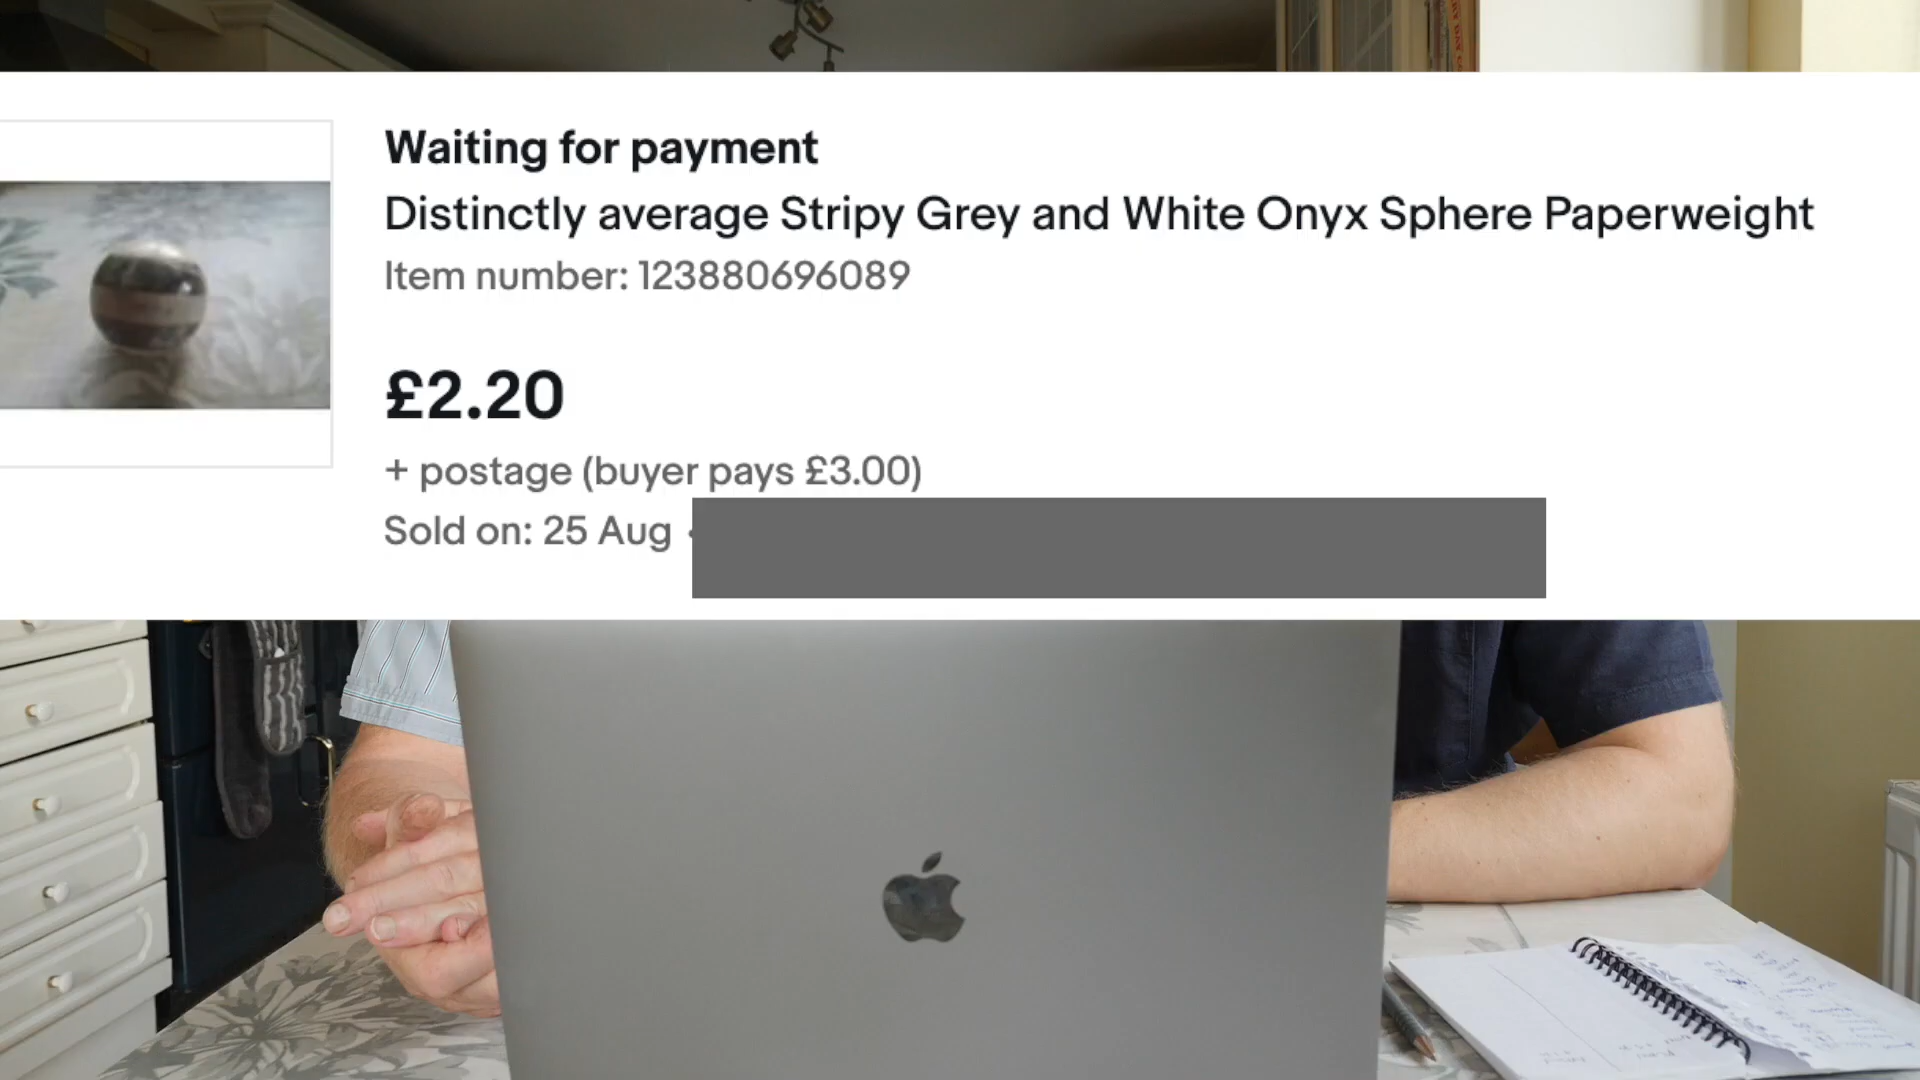 Waiting for payment
Distinctly average Stripy Grey and White Onyx Sphere Paperweight
Item number: 123880696089
£2.20
+ postage (buyer pays £3.00)
Sold on: 25 Aug